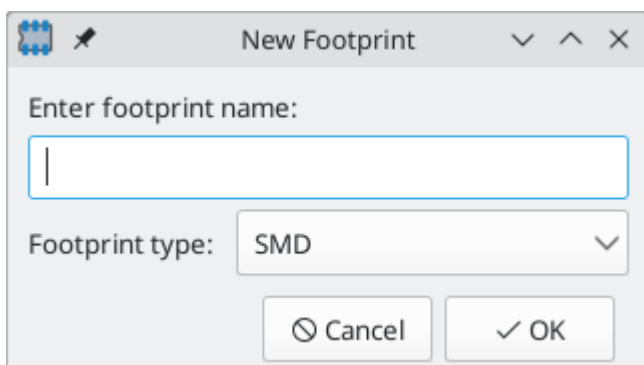 New Footprint
Enter footprint name:
Footprint type: SMD
Cancel OK